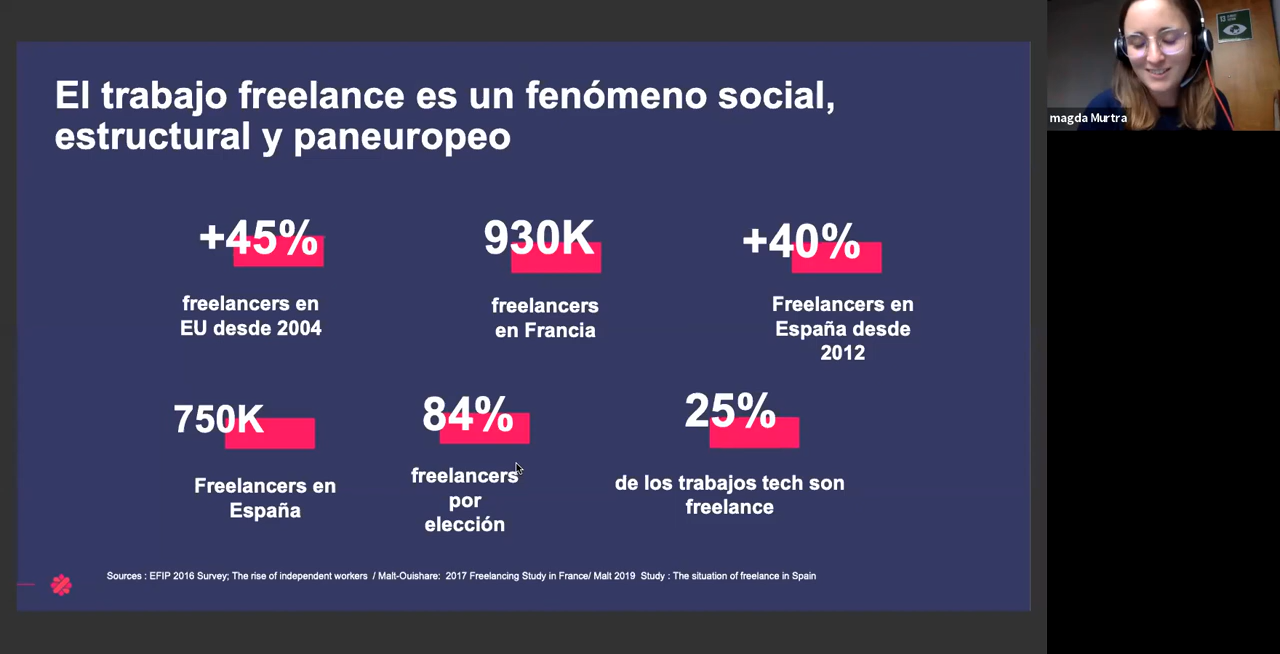 El trabajo freelance es un fenómeno social,
estructural y paneuropeo
+45%
freelancers en
EU desde 2004
930K
freelancers
en Francia
+40%
Freelancers en
España desde
2012
750K
Freelancers en
España
84%
freelancers
por
elección
25%
de los trabajos tech son
freelance
Sources : EFIP 2016 Survey; The rise of independent workers / Malt-Ouishare: 2017 Freelancing Study in France/ Malt 2019 Study : The situation of freelance in Spain
magda Murtra